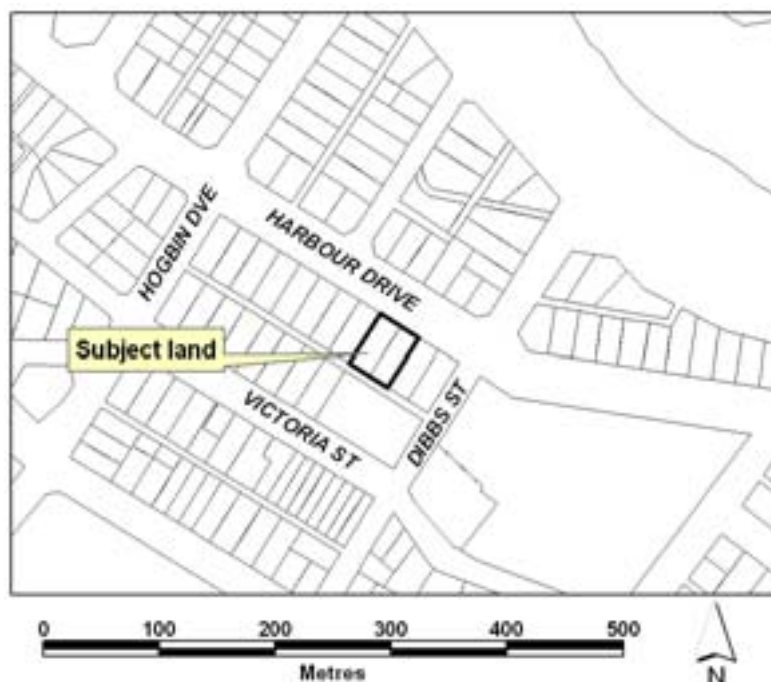 HOGBIN DVE
HARBOUR DRIVE
Subject land
VICTORIA ST
DIBBS ST
0 100 200 300 400 500
Metres
N